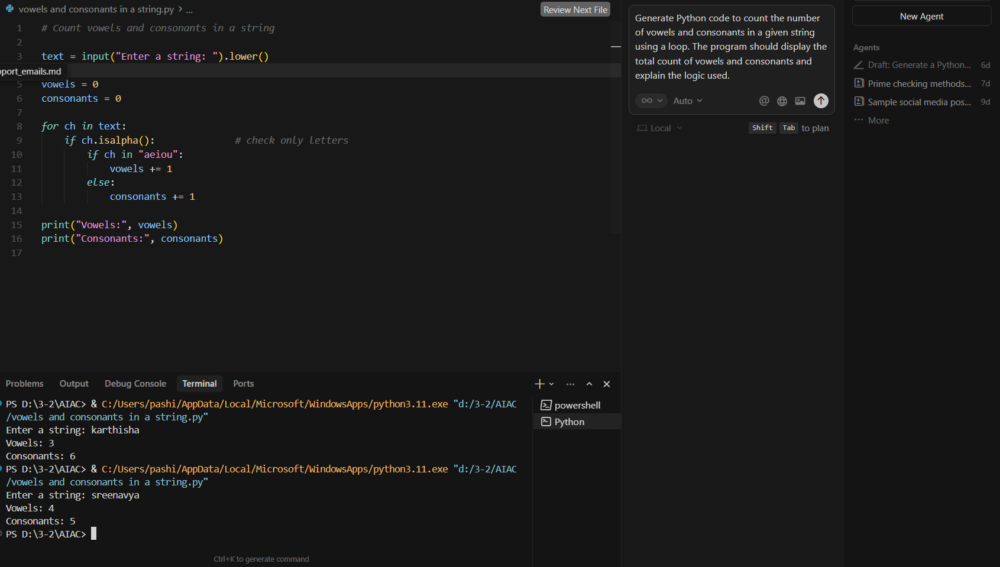 vowels and consonants in a string.py > ...
Review Next File
1 # Count vowels and consonants in a string
2
3 text = input("Enter a string: ").lower()
port_emails.md
5 vowels = 0
6 consonants = 0
7
8 for ch in text:
9 if ch.isalpha(): # check only letters
10 if ch in "aeiou":
11 vowels += 1
12 else:
13 consonants += 1
14
15 print("Vowels:", vowels)
16 print("Consonants:", consonants)
17
Problems Output Debug Console Terminal Ports
PS D:\3-2\AIAC> & C:/Users/pashi/AppData/Local/Microsoft/WindowsApps/python3.11.exe "d:/3-2/AIAC
/vowels and consonants in a string.py"
Enter a string: karthisha
Vowels: 3
Consonants: 6
PS D:\3-2\AIAC> & C:/Users/pashi/AppData/Local/Microsoft/WindowsApps/python3.11.exe "d:/3-2/AIAC
/vowels and consonants in a string.py"
Enter a string: sreenavya
Vowels: 4
Consonants: 5
PS D:\3-2\AIAC>
Ctrl+K to generate command
powershell
Python
Generate Python code to count the number
of vowels and consonants in a given string
using a loop. The program should display the
total count of vowels and consonants and
explain the logic used.
Auto
Local
Shift Tab to plan
New Agent
Agents
Draft: Generate a Python... 6d
Prime checking methods... 7d
Sample social media pos... 9d
More